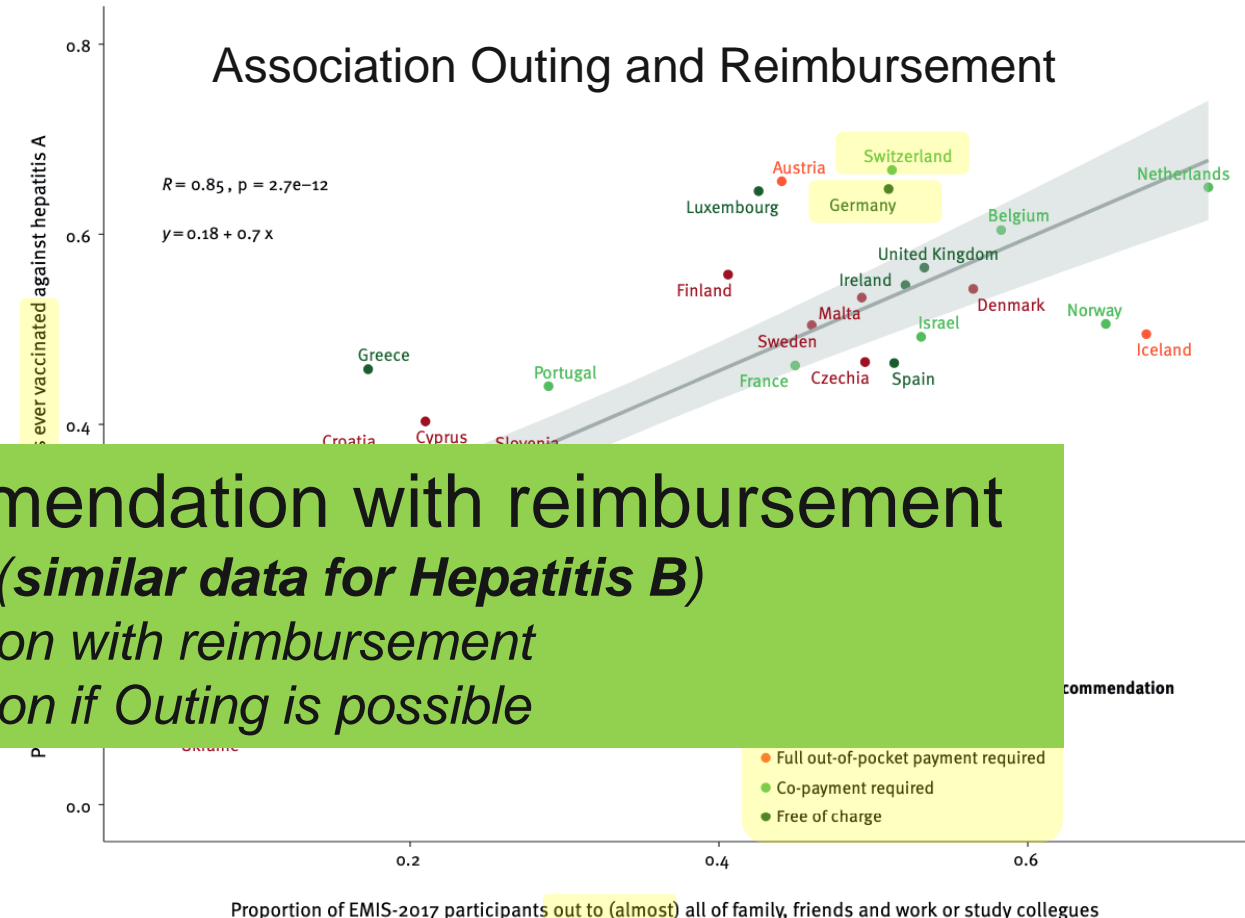 0.8
Association Outing and Reimbursement
Switzerland
Austria
Netherlands
R = 0.85, p = 2.7e–12
Luxembourg
Germany
Belgium
y = 0.18 + 0.7 x
0.6
United Kingdom
Ireland
Finland
Denmark
Malta
Norway
Israel
Sweden
Iceland
Greece
Portugal
France
Czechia
Spain
ever vaccinated against hepatitis A
0.4
Croatia
Cyprus
Slovenia
mendation with reimbursement
(similar data for Hepatitis B)
on with reimbursement
on if Outing is possible
commendation
Ukraine
P
Full out-of-pocket payment required
Co-payment required
Free of charge
0.0
0.2
0.4
0.6
Proportion of EMIS-2017 participants out to (almost) all of family, friends and work or study collegues